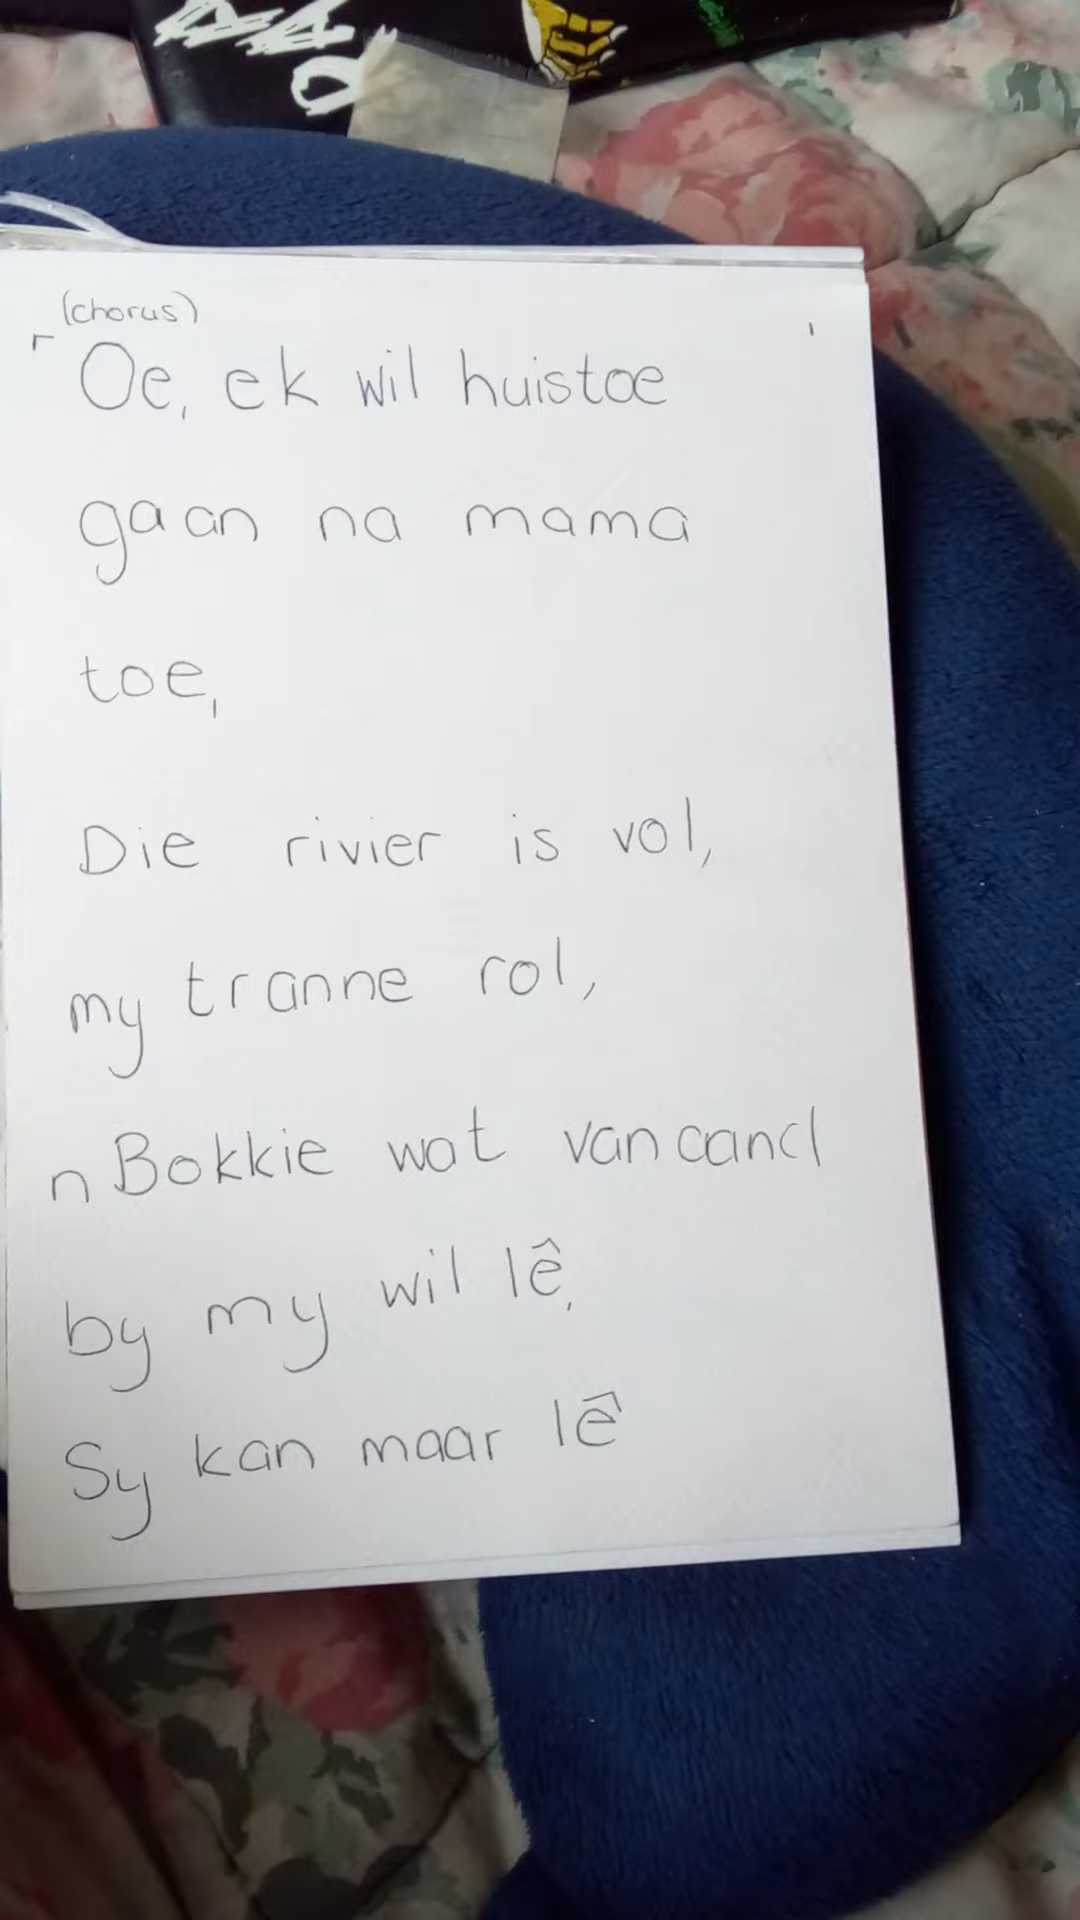 (chorus)
Oe, ek wil huistoe
gaan na mama
toe,
Die rivier is vol,
my tranne rol,
n Bokkie wat vanaand
by my wil lê,
Sy kan maar lê